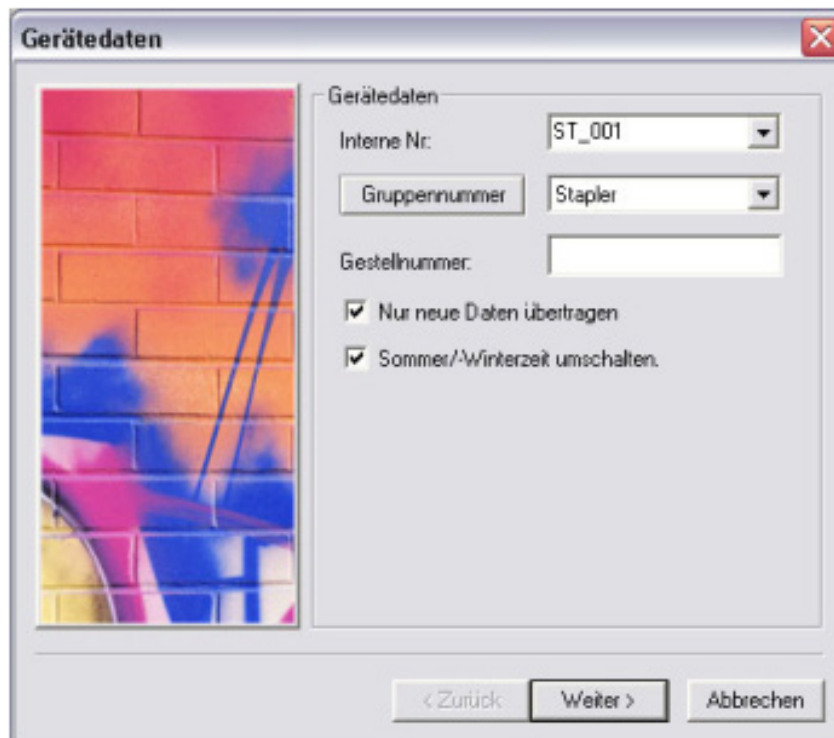 Gerätedaten
Gerätedaten
Interne Nr.: ST_001
Gruppennummer Stapler
Gestellnummer:
Nur neue Daten übertragen
Sommer/-Winterzeit umschalten.
< Zurück Weiter > Abbrechen